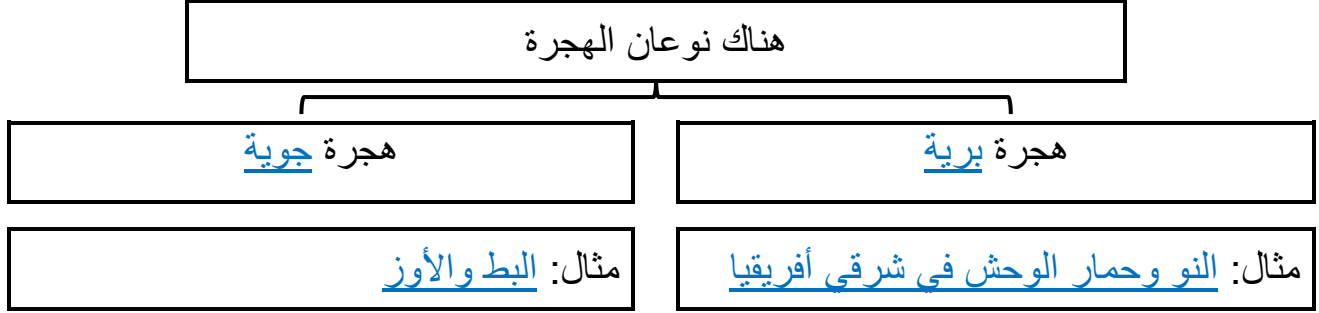 هناك نوعان الهجرة
هجرة برية
هجرة جوية
مثال: النو وحمار الوحش في شرقي أفريقيا
مثال: البط والأوز